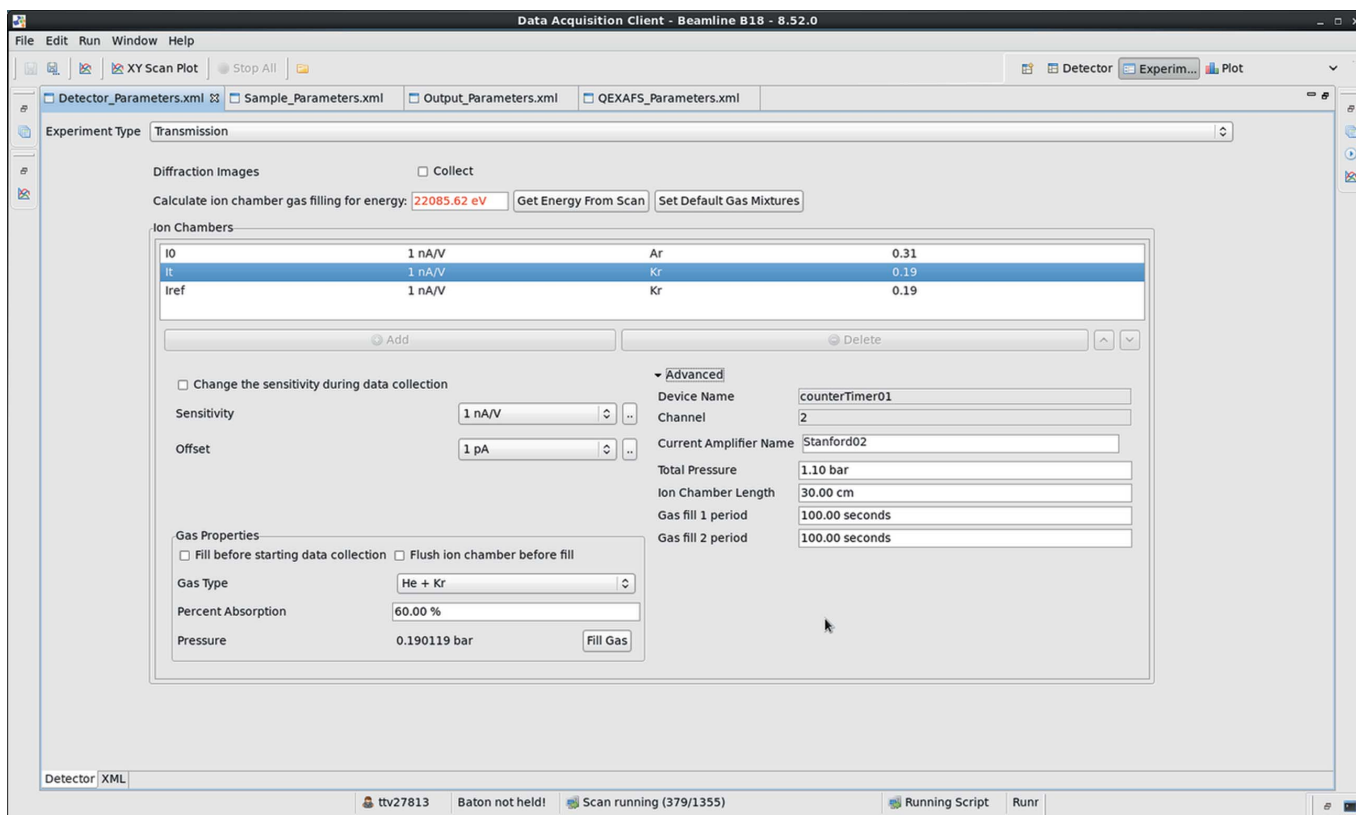 Data Acquisition Client - Beamline B18 - 8.52.0
File Edit Run Window Help
XY Scan Plot Stop All Detector Experim... Plot
Detector_Parameters.xml Sample_Parameters.xml Output_Parameters.xml QEXAFS_Parameters.xml
Experiment Type Transmission
Diffraction Images Collect
Calculate ion chamber gas filling for energy: 22085.62 eV Get Energy From Scan Set Default Gas Mixtures
Ion Chambers
I0 1 nA/V Ar 0.31
It 1 nA/V Kr 0.19
Iref 1 nA/V Kr 0.19
Add Delete
Change the sensitivity during data collection
Sensitivity 1 nA/V ..
Offset 1 pA ..
Advanced
Device Name counterTimer01
Channel 2
Current Amplifier Name Stanford02
Total Pressure 1.10 bar
Ion Chamber Length 30.00 cm
Gas fill 1 period 100.00 seconds
Gas fill 2 period 100.00 seconds
Gas Properties
Fill before starting data collection Flush ion chamber before fill
Gas Type He + Kr
Percent Absorption 60.00 %
Pressure 0.190119 bar Fill Gas
Detector XML
ttv27813 Baton not held! Scan running (379/1355) Running Script Runr